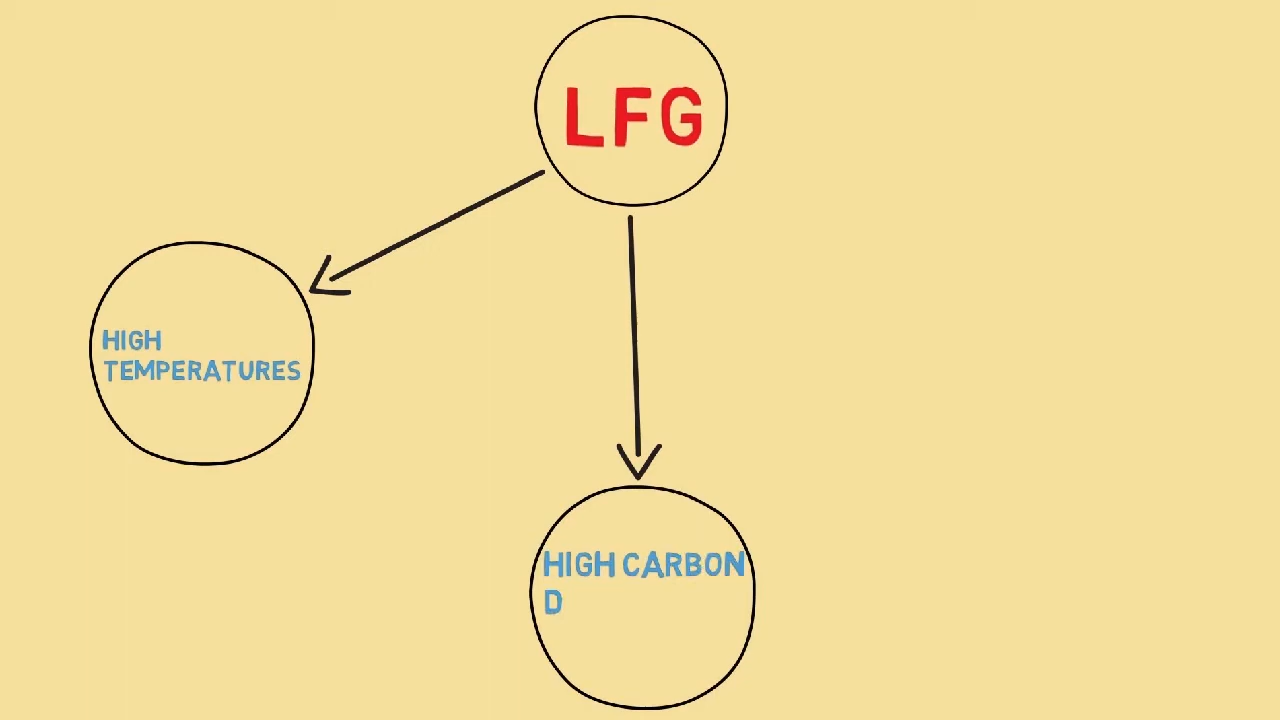 LFG
HIGH
TEMPERATURES
HIGH CARBON
D